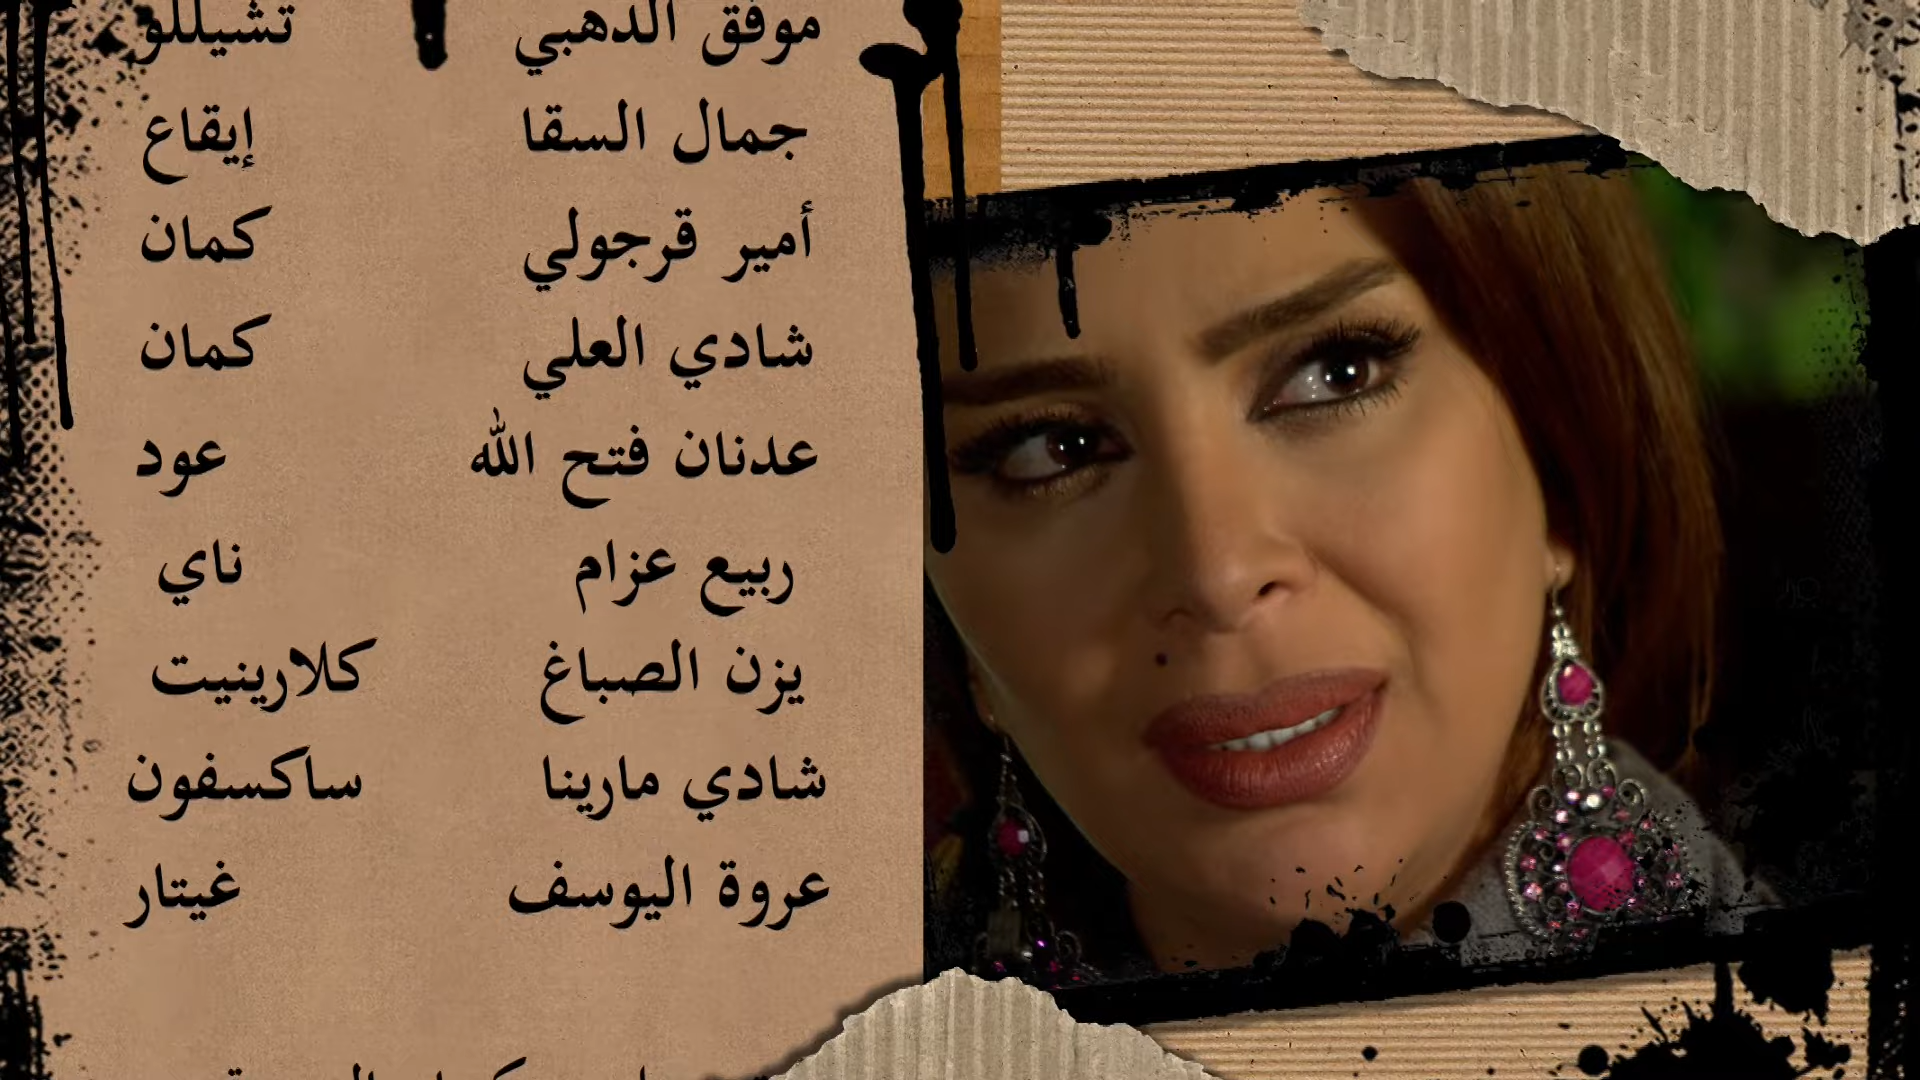 موفق الدهبي تشيللو
جمال السقا إيقاع
أمير قرجولي كمان
شادي العلي كمان
عدنان فتح الله عود
ربيع عزام ناي
يزن الصباغ كلارينيت
شادي مارينا ساكسفون
عروة اليوسف غيتار